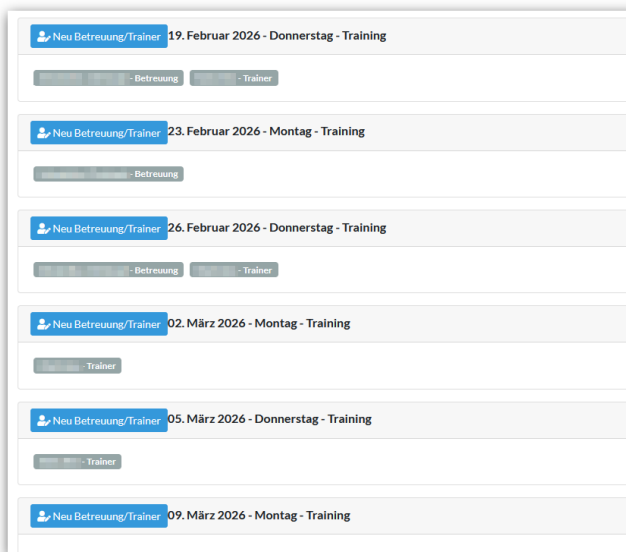 Neu Betreuung/Trainer 19. Februar 2026 - Donnerstag - Training
- Betreuung - Trainer
Neu Betreuung/Trainer 23. Februar 2026 - Montag - Training
- Betreuung
Neu Betreuung/Trainer 26. Februar 2026 - Donnerstag - Training
- Betreuung - Trainer
Neu Betreuung/Trainer 02. März 2026 - Montag - Training
- Trainer
Neu Betreuung/Trainer 05. März 2026 - Donnerstag - Training
- Trainer
Neu Betreuung/Trainer 09. März 2026 - Montag - Training